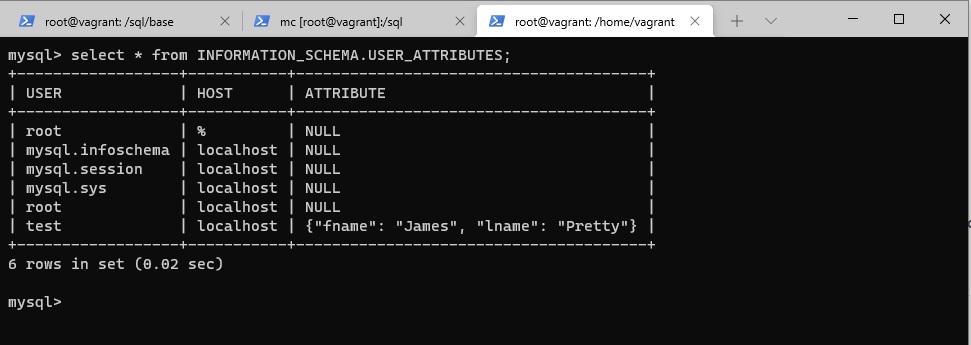 root@vagrant: /sql/base
mc [root@vagrant]:/sql
root@vagrant: /home/vagrant
mysql> select * from INFORMATION_SCHEMA.USER_ATTRIBUTES;
+------------------+-----------+---------------------------------------+
| USER             | HOST      | ATTRIBUTE                             |
+------------------+-----------+---------------------------------------+
| root             | %         | NULL                                  |
| mysql.infoschema | localhost | NULL                                  |
| mysql.session    | localhost | NULL                                  |
| mysql.sys        | localhost | NULL                                  |
| root             | localhost | NULL                                  |
| test             | localhost | {"fname": "James", "lname": "Pretty"} |
+------------------+-----------+---------------------------------------+
6 rows in set (0.02 sec)
mysql>